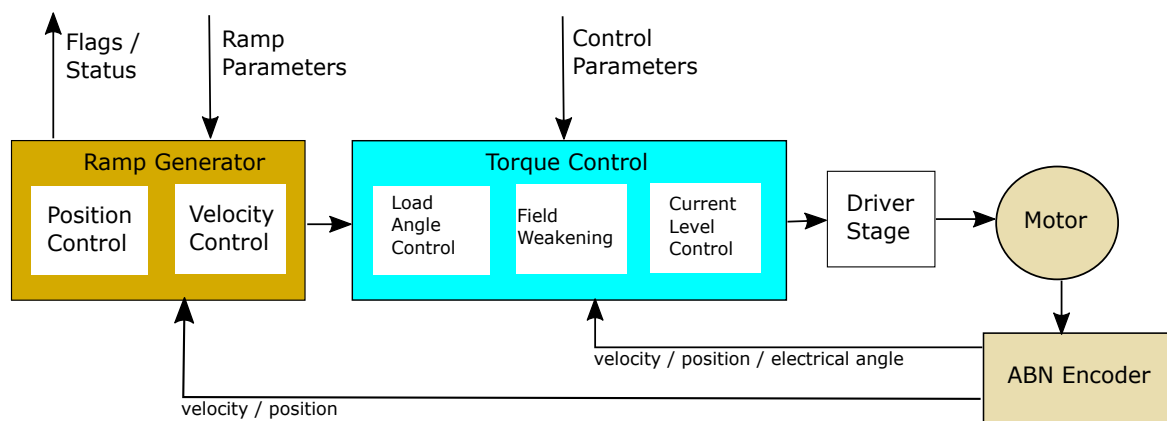 Flags /
Status
Ramp
Parameters
Control
Parameters
Ramp Generator
Position
Control
Velocity
Control
Torque Control
Load
Angle
Control
Field
Weakening
Current
Level
Control
Driver
Stage
Motor
velocity / position / electrical angle
ABN Encoder
velocity / position